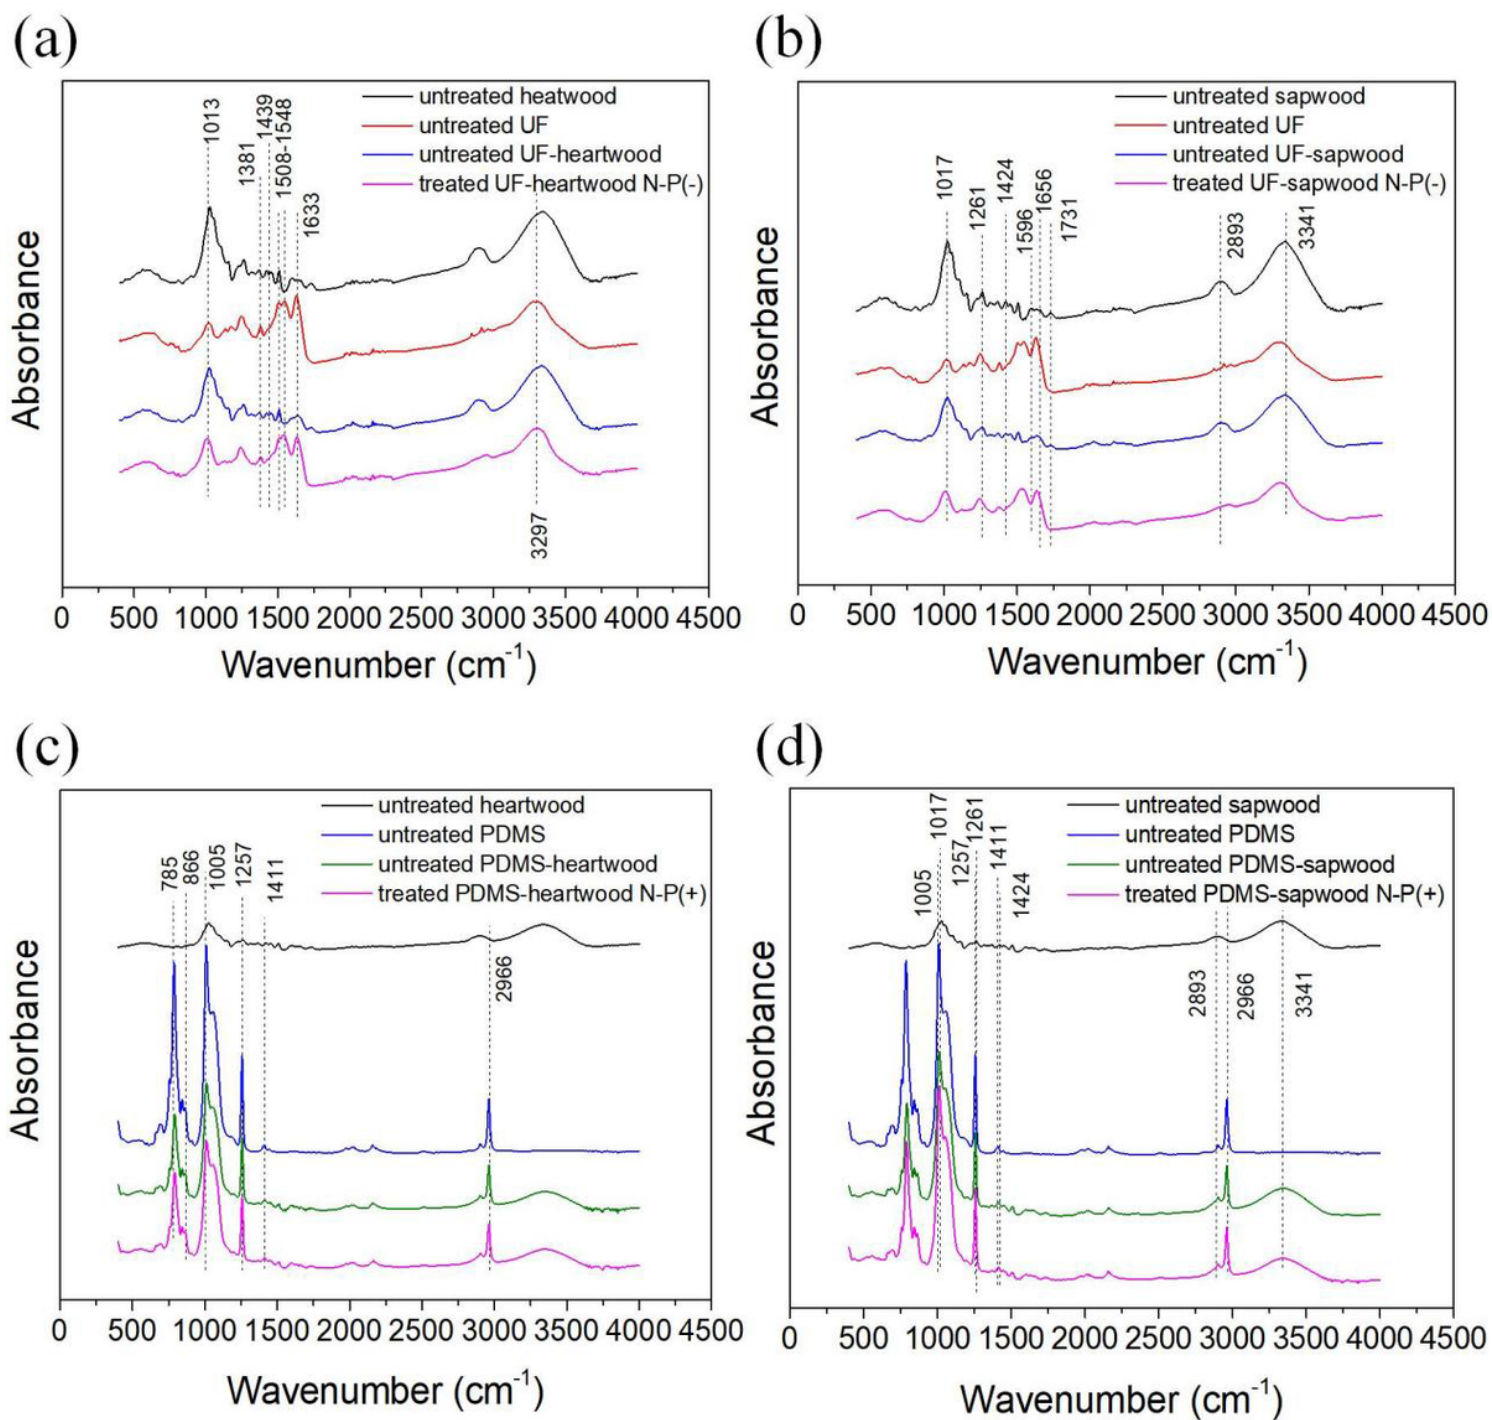 (a)
untreated heatwood
untreated UF
untreated UF-heartwood
treated UF-heartwood N-P(-)
1013
1381
1439
1508-1548
1633
3297
Absorbance
0 500 1000 1500 2000 2500 3000 3500 4000 4500
Wavenumber (cm-1)
(b)
untreated sapwood
untreated UF
untreated UF-sapwood
treated UF-sapwood N-P(-)
1017
1261
1424
1596
1656
1731
2893
3341
Absorbance
0 500 1000 1500 2000 2500 3000 3500 4000 4500
Wavenumber (cm-1)
(c)
untreated heartwood
untreated PDMS
untreated PDMS-heartwood
treated PDMS-heartwood N-P(+)
785
866
1005
1257
1411
2966
Absorbance
0 500 1000 1500 2000 2500 3000 3500 4000 4500
Wavenumber (cm-1)
(d)
untreated sapwood
untreated PDMS
untreated PDMS-sapwood
treated PDMS-sapwood N-P(+)
1005
1017
1257
1261
1411
1424
2893
2966
3341
Absorbance
0 500 1000 1500 2000 2500 3000 3500 4000 4500
Wavenumber (cm-1)